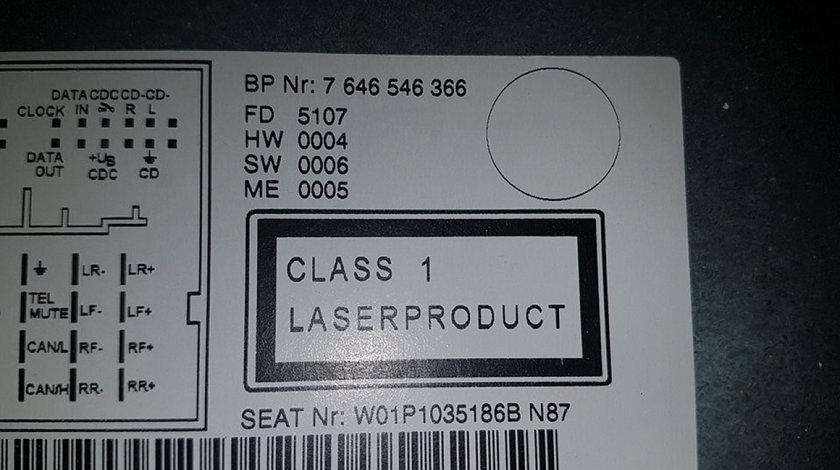 DATA CDC CD- CD-
CLOCK IN R L
DATA +UB
OUT CDC CD
LR- LR+
TEL
MUTE LF- LF+
CAN/L RF- RF+
CAN/H RR- RR+
BP Nr: 7 646 546 366
FD 5107
HW 0004
SW 0006
ME 0005
CLASS 1
LASERPRODUCT
SEAT Nr: W01P1035186B N87